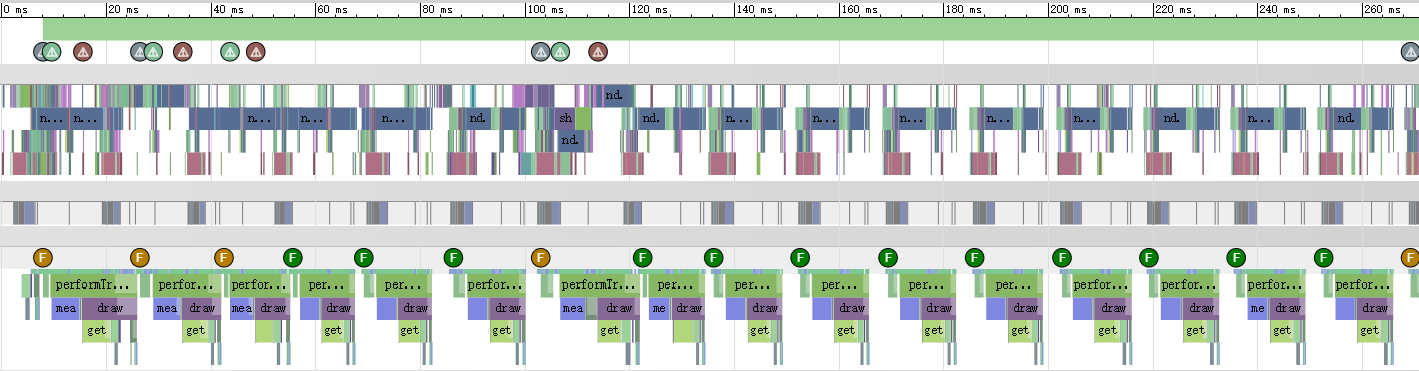 0 ms 20 ms 40 ms 60 ms 80 ms 100 ms 120 ms 140 ms 160 ms 180 ms 200 ms 220 ms 240 ms 260 ms
nd.
n... n... n... n... n... nd. sh nd. n... n... n... n... n... nd. n... nd.
nd.
F F F F F F F F F F F F F F F F
performTr... perfor... perfor... per... per... perfor... performTr... per... per... per... per... per... perfor... perfor... perfor... perfor...
mea draw mea draw mea draw draw draw draw mea draw me draw draw draw draw draw draw draw me draw draw
get get get get get get get get get get get get get get